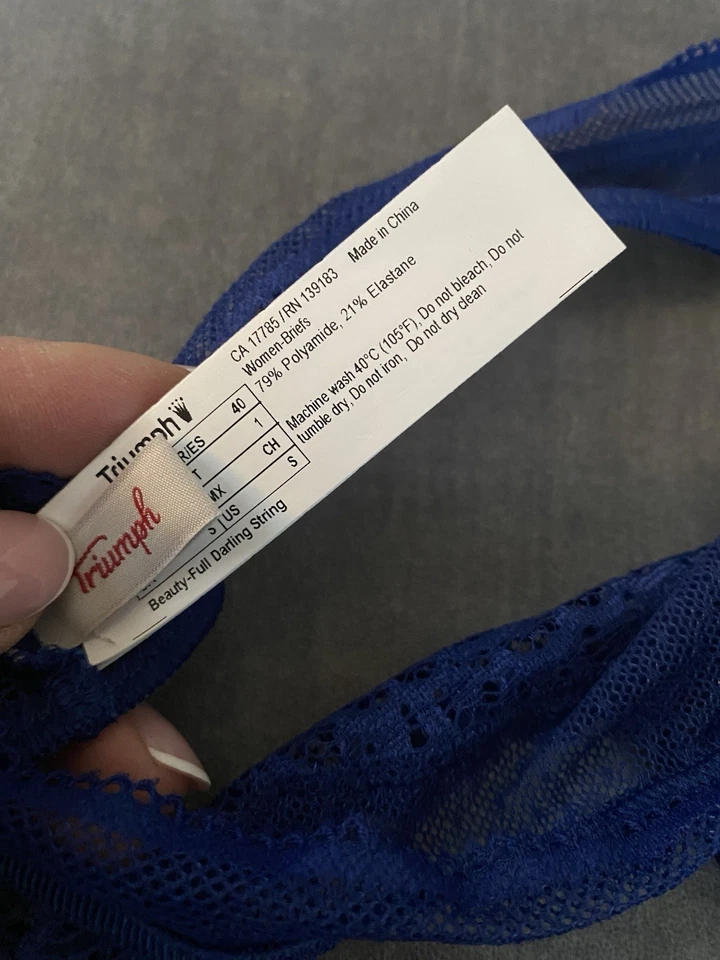 CA 17785 / RN 139183 Made in China
Women-Briefs
79% Polyamide, 21% Elastane
Machine wash 40°C (105°F), Do not bleach, Do not
tumble dry, Do not iron, Do not dry clean
Triumph
R/ES 40
T 1
CH
MX S
S US
Beauty-Full Darling String
Triumph